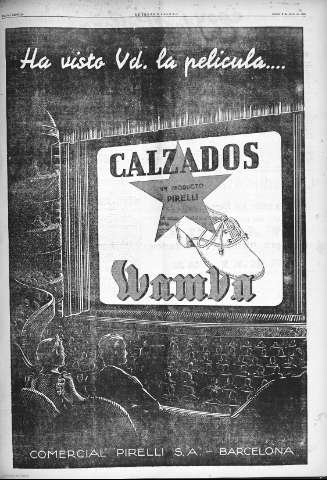 Ha visto Vd. la pelicula....
CALZADOS
UN PRODUCTO
PIRELLI
Wamba
COMERCIAL PIRELLI S.A. - BARCELONA